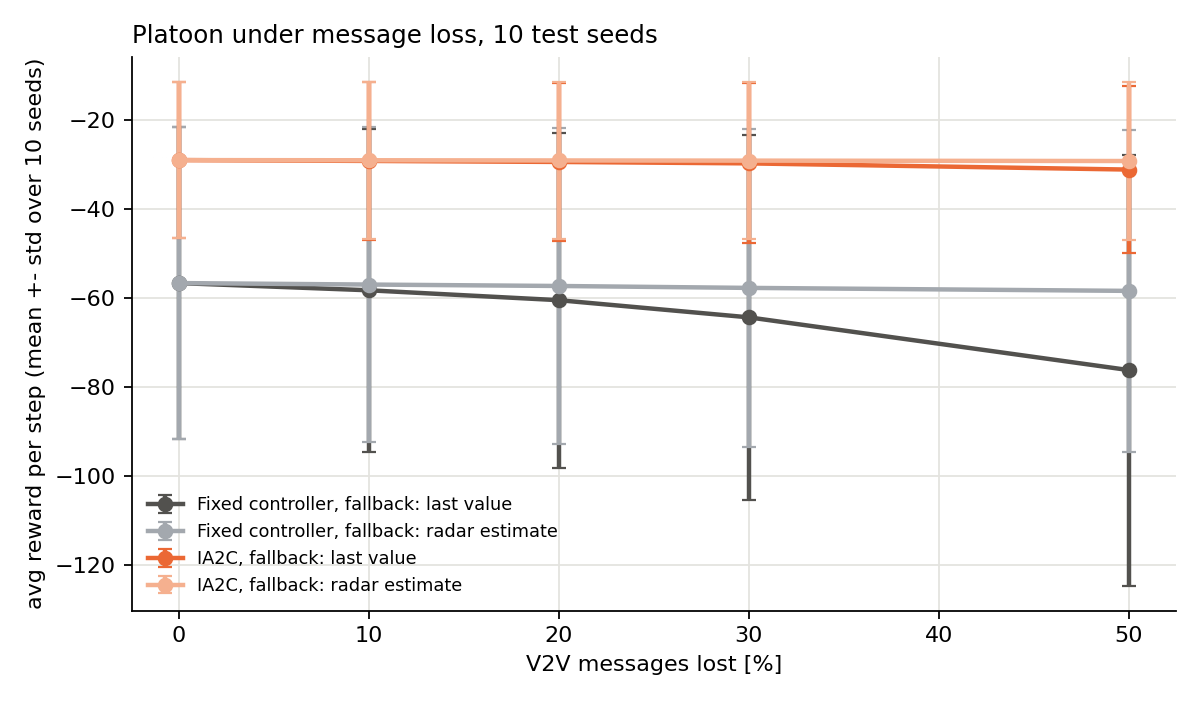 Platoon under message loss, 10 test seeds
avg reward per step (mean +- std over 10 seeds)
−20
−40
−60
−80
−100
−120
Fixed controller, fallback: last value
Fixed controller, fallback: radar estimate
IA2C, fallback: last value
IA2C, fallback: radar estimate
0 10 20 30 40 50
V2V messages lost [%]